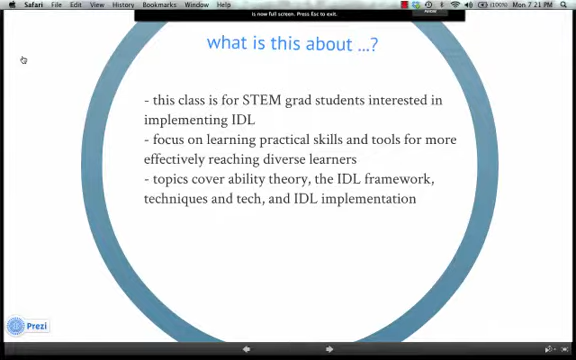 Safari File Edit View History Bookmarks Window Help (100%) Mon 7:21 PM
is now full screen. Press Esc to exit.
what is this about ...?
- this class is for STEM grad students interested in
implementing IDL
- focus on learning practical skills and tools for more
effectively reaching diverse learners
- topics cover ability theory, the IDL framework,
techniques and tech, and IDL implementation
Prezi